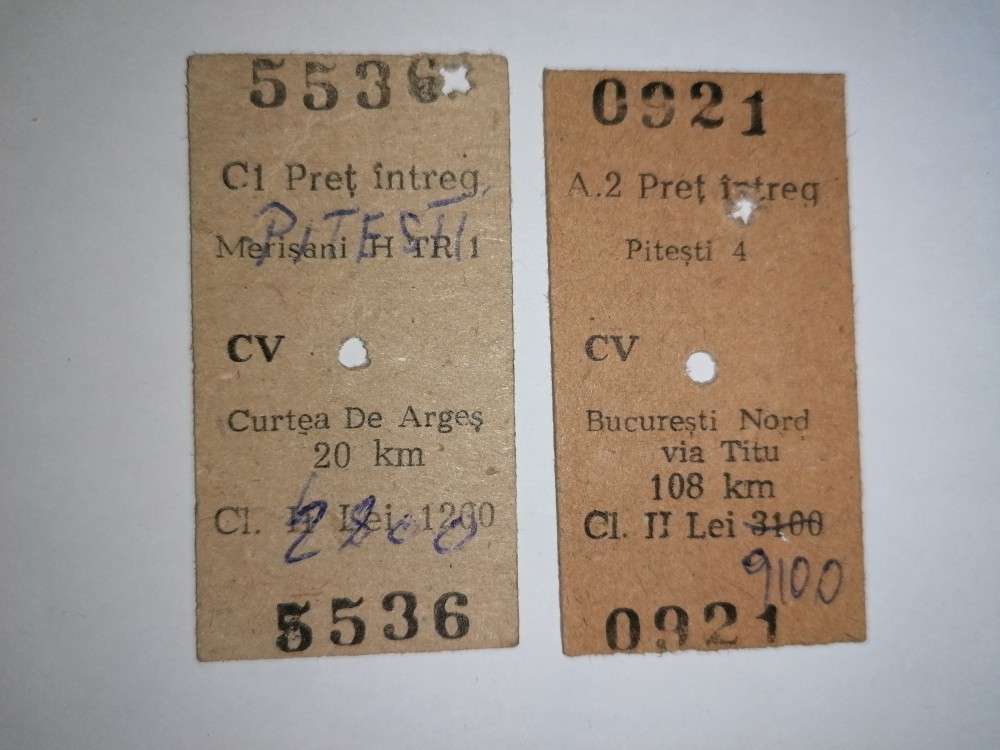 5536
C1 Preț întreg
PITEȘTI
Merișani H TR 1
CV
Curtea De Argeș
20 km
Cl. II Lei 1200
5536
0921
A.2 Preț întreg
Pitești 4
CV
București Nord
via Titu
108 km
Cl. II Lei 3100
9100
0921